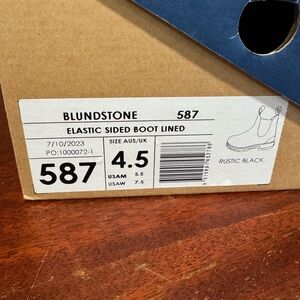 BLUNDSTONE 587
ELASTIC SIDED BOOT LINED
7/10/2023
PO:1000072-1
587
SIZE AUS/UK
4.5
USAM 5.5
USAW 7.5
RUSTIC BLACK